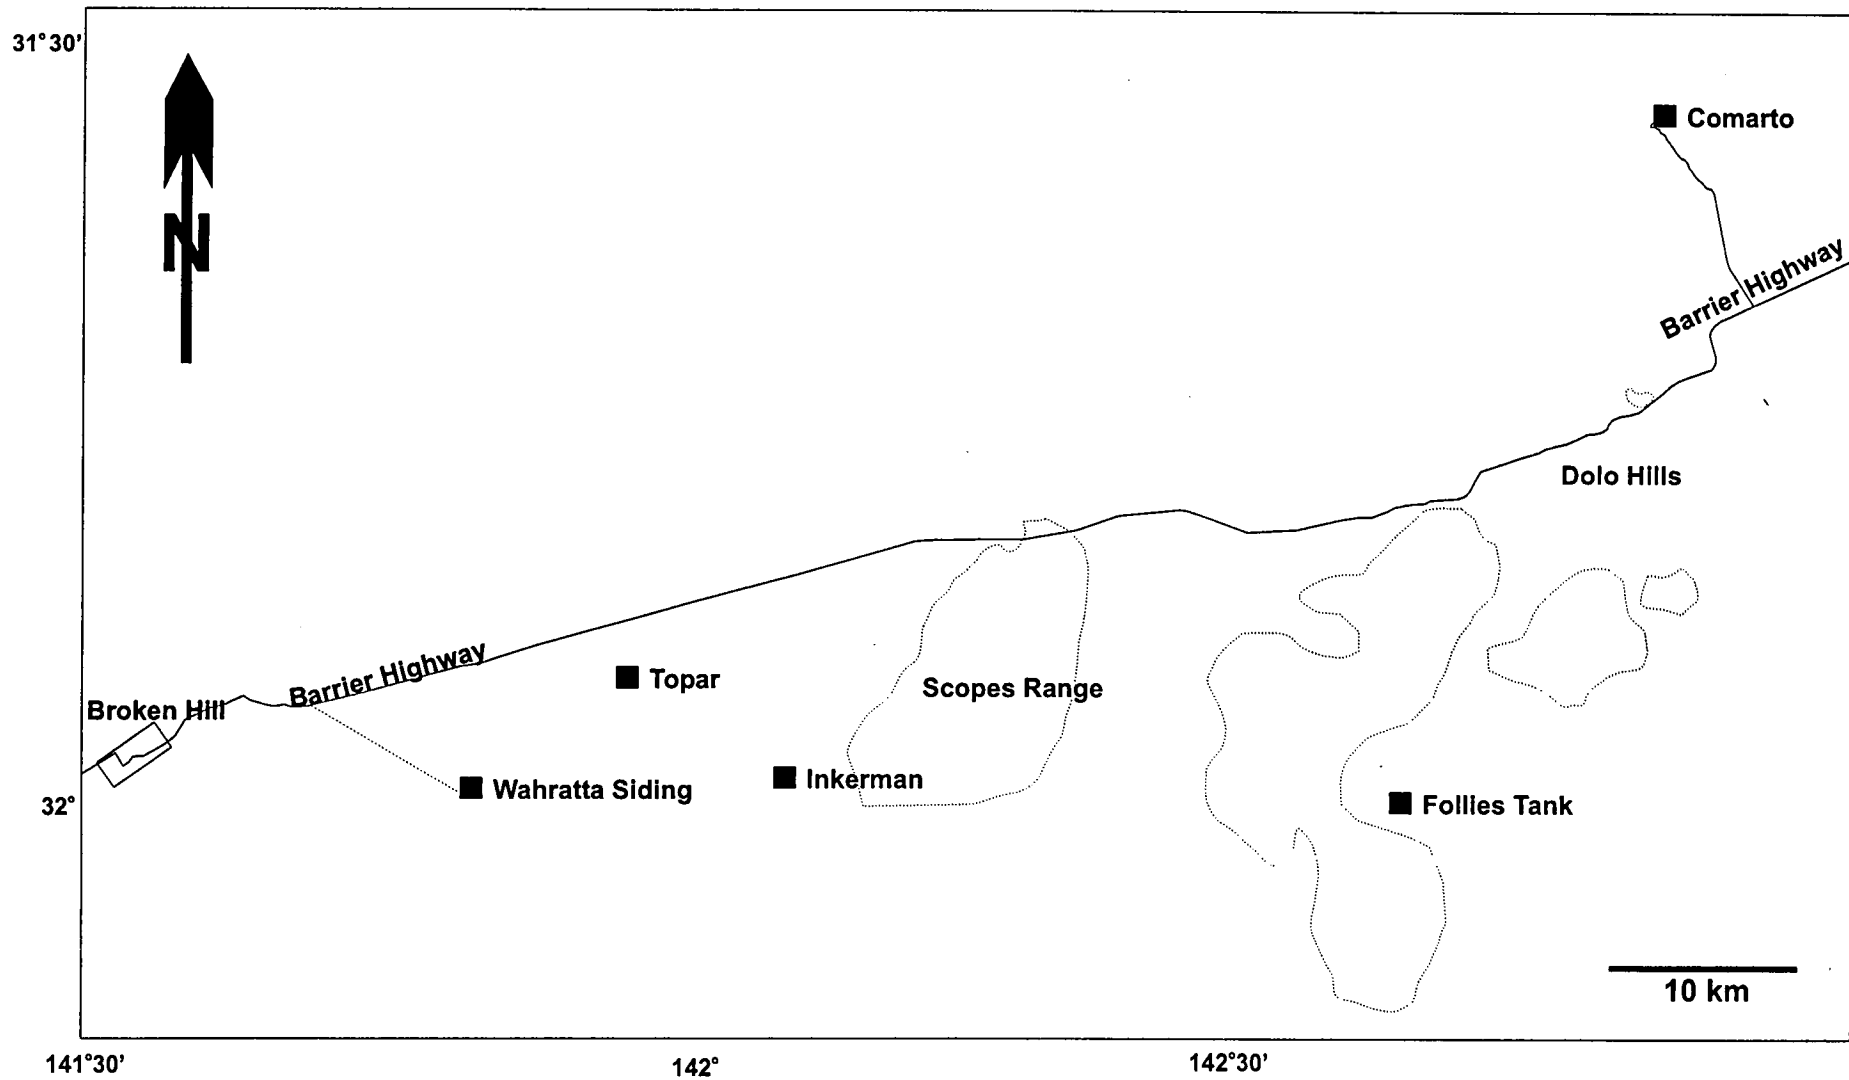 31°30'
N
Comarto
Barrier Highway
Dolo Hills
Barrier Highway
Topar
Scopes Range
Broken Hill
Wahratta Siding
Inkerman
32°
Follies Tank
10 km
141°30'
142°
142°30'